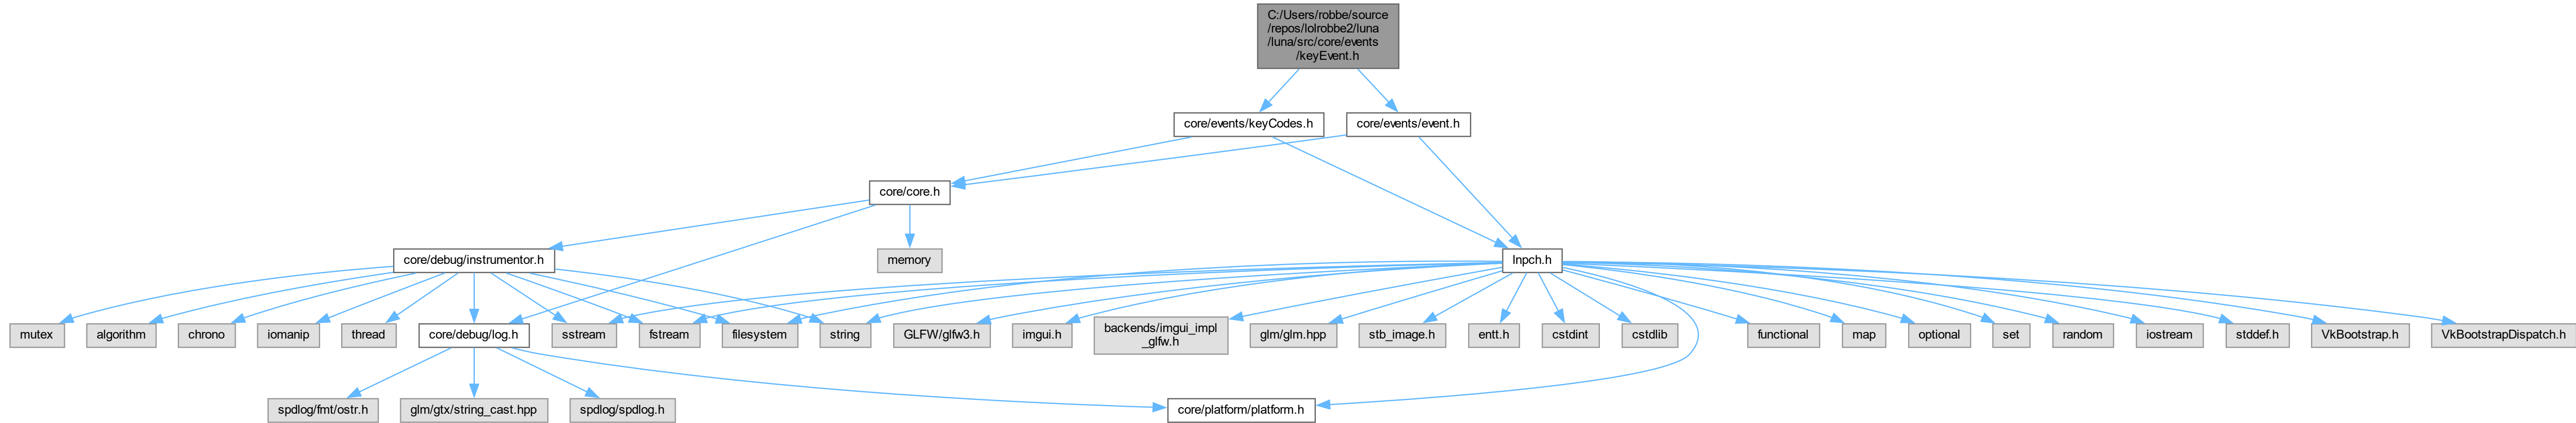 C:/Users/robbe/source
/repos/lolrobbe2/luna
/luna/src/core/events
/keyEvent.h
core/events/keyCodes.h
core/events/event.h
core/core.h
core/debug/instrumentor.h
memory
lnpch.h
mutex
algorithm
chrono
iomanip
thread
core/debug/log.h
sstream
fstream
filesystem
string
GLFW/glfw3.h
imgui.h
backends/imgui_impl
_glfw.h
glm/glm.hpp
stb_image.h
entt.h
cstdint
cstdlib
functional
map
optional
set
random
iostream
stddef.h
VkBootstrap.h
VkBootstrapDispatch.h
spdlog/fmt/ostr.h
glm/gtx/string_cast.hpp
spdlog/spdlog.h
core/platform/platform.h